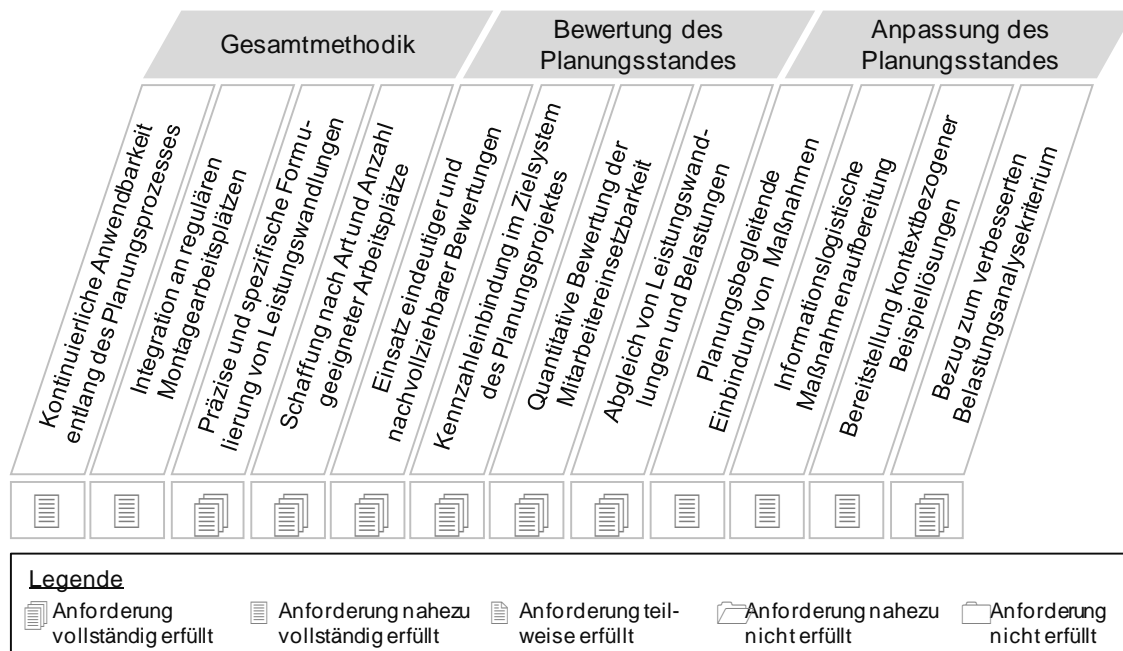 Gesamtmethodik
Bewertung des
Planungsstandes
Anpassung des
Planungsstandes
Kontinuierliche Anwendbarkeit
entlang des Planungsprozesses
Integration an regulären
Montagearbeitsplätzen
Präzise und spezifische Formu-
lierung von Leistungswandlungen
Schaffung nach Art und Anzahl
geeigneter Arbeitsplätze
Einsatz eindeutiger und
nachvollziehbarer Bewertungen
Kennzahleinbindung im Zielsystem
des Planungsprojektes
Quantitative Bewertung der
Mitarbeitereinsetzbarkeit
Abgleich von Leistungswand-
lungen und Belastungen
Planungsbegleitende
Einbindung von Maßnahmen
Informationslogistische
Maßnahmenaufbereitung
Bereitstellung kontextbezogener
Beispiellösungen
Bezug zum verbesserten
Belastungsanalysekriterium
Legende
Anforderung
vollständig erfüllt
Anforderung nahezu
vollständig erfüllt
Anforderung teil-
weise erfüllt
Anforderung nahezu
nicht erfüllt
Anforderung
nicht erfüllt